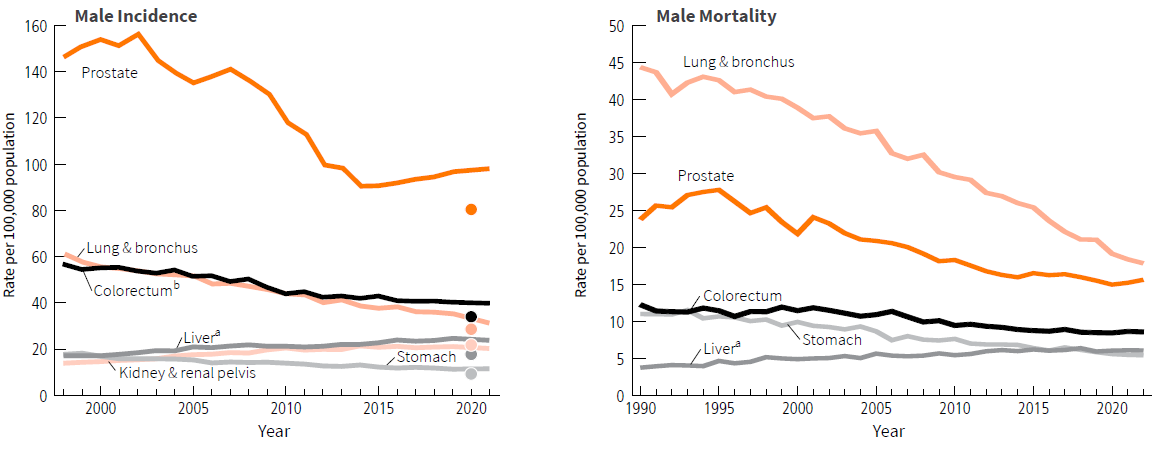 Male Incidence
Rate per 100,000 population
160
140
120
100
80
60
40
20
0
Prostate
Lung & bronchus
Colorectumᵇ
Liverᵃ
Stomach
Kidney & renal pelvis
2000
2005
2010
2015
2020
Year
Male Mortality
Rate per 100,000 population
50
45
40
35
30
25
20
15
10
5
0
Lung & bronchus
Prostate
Colorectum
Stomach
Liverᵃ
1990
1995
2000
2005
2010
2015
2020
Year